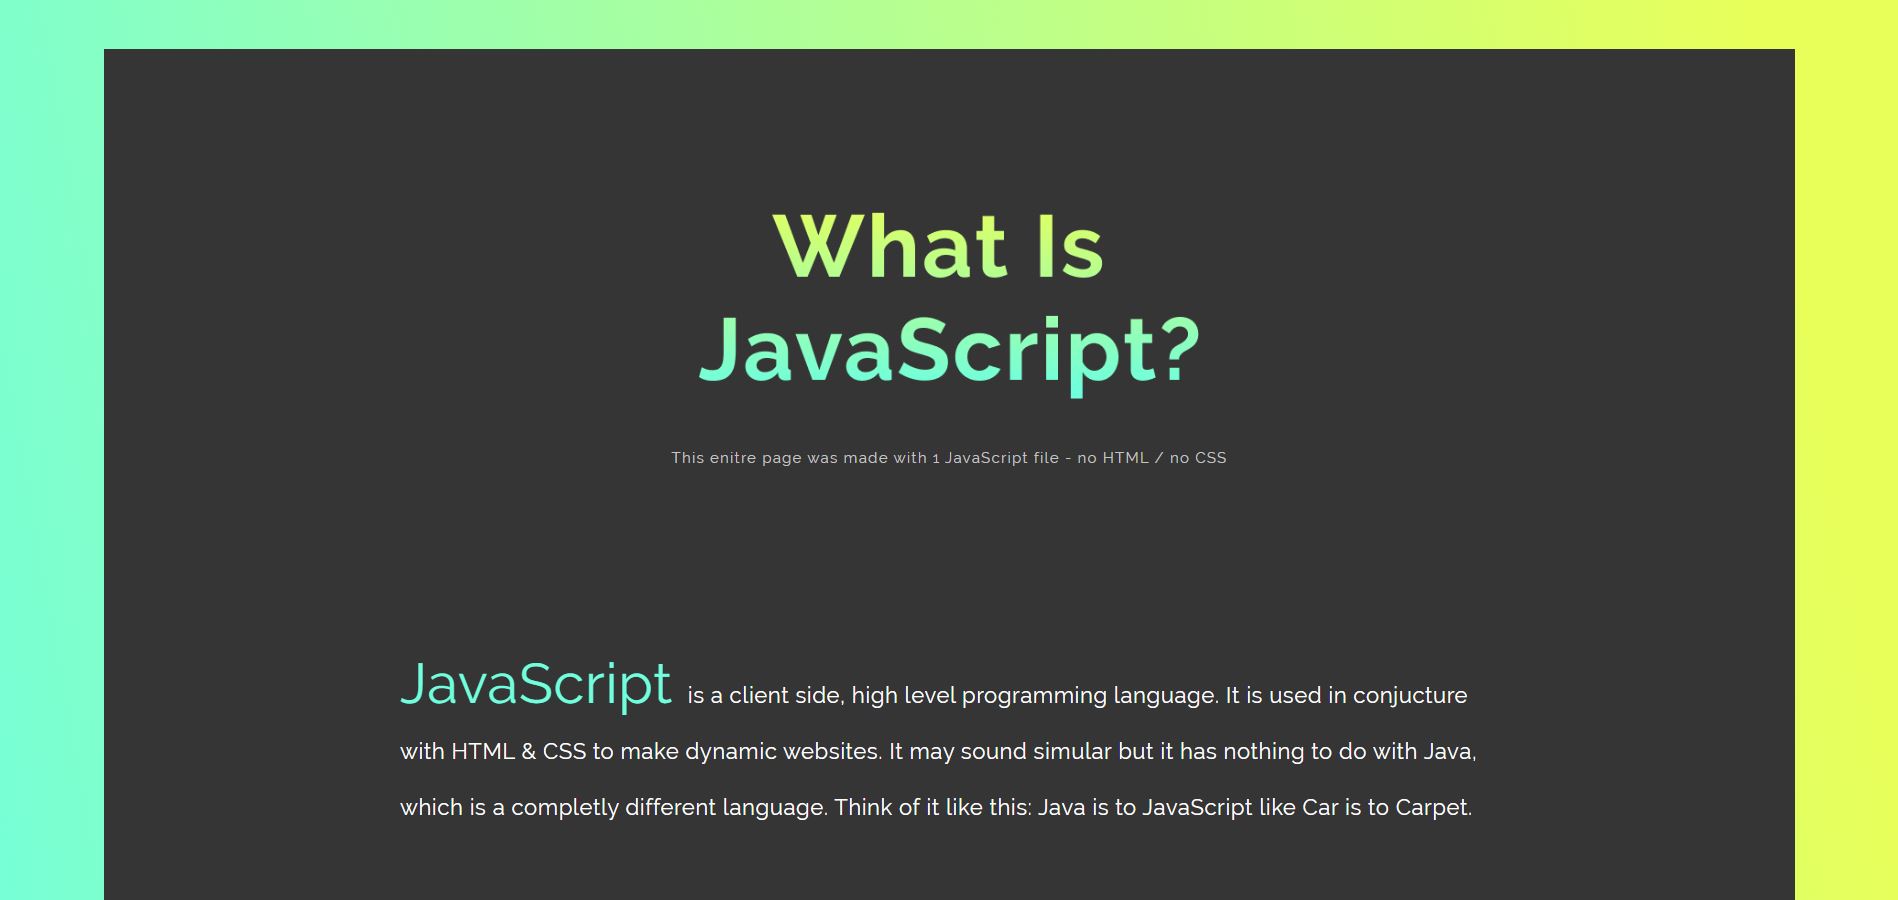 What Is
JavaScript?
This enitre page was made with 1 JavaScript file - no HTML / no CSS
JavaScript is a client side, high level programming language. It is used in conjucture
with HTML & CSS to make dynamic websites. It may sound simular but it has nothing to do with Java,
which is a completly different language. Think of it like this: Java is to JavaScript like Car is to Carpet.